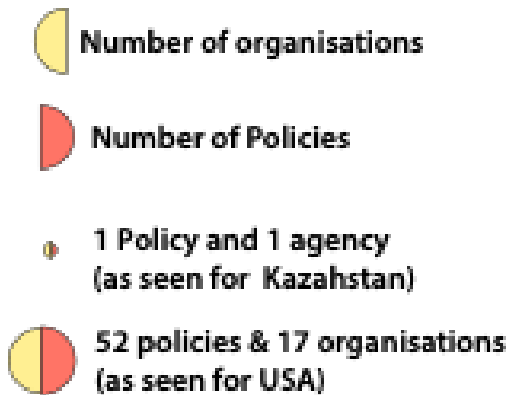 Number of organisations
Number of Policies
1 Policy and 1 agency
(as seen for Kazahstan)
52 policies & 17 organisations
(as seen for USA)